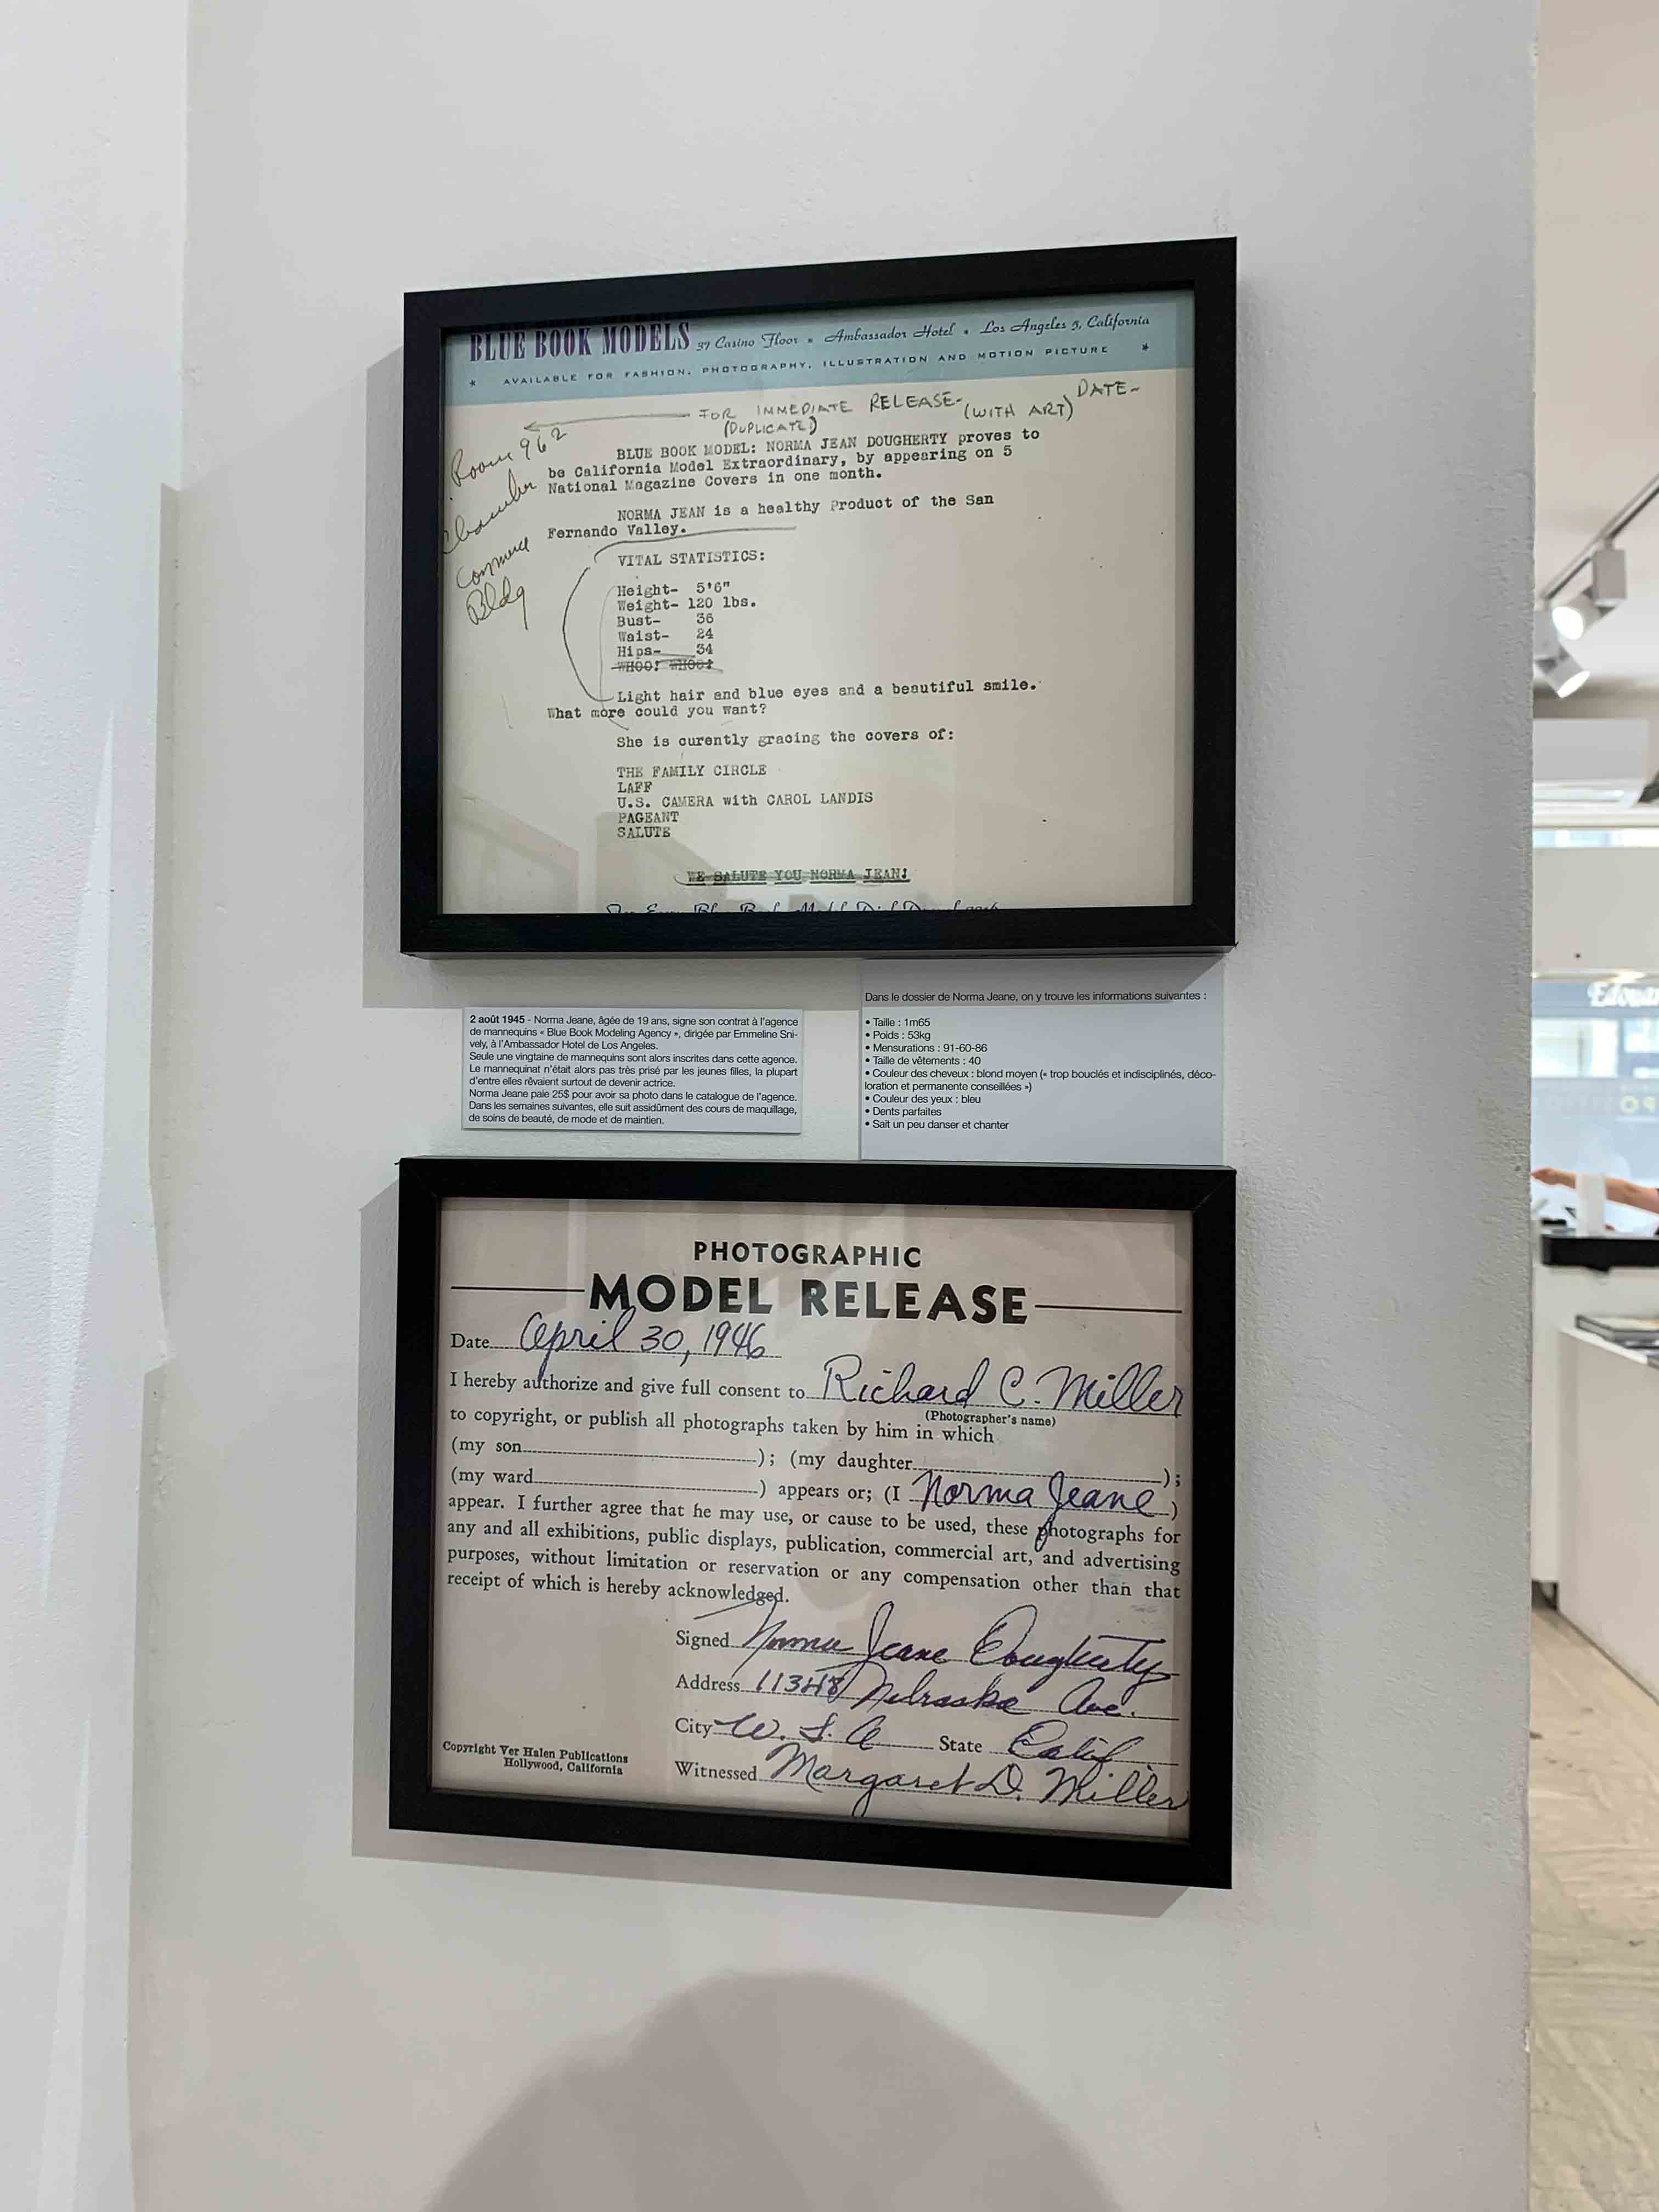 BLUE BOOK MODELS 37 Casino Floor • Ambassador Hotel • Los Angeles 5, California
* AVAILABLE FOR FASHION, PHOTOGRAPHY, ILLUSTRATION AND MOTION PICTURE *
FOR IMMEDIATE RELEASE- (WITH ART) DATE-
(DUPLICATE)
Room 962
Chamber
Commerce
Bldg
BLUE BOOK MODEL: NORMA JEAN DOUGHERTY proves to
be California Model Extraordinary, by appearing on 5
National Magazine Covers in one month.
NORMA JEAN is a healthy Product of the San
Fernando Valley.
VITAL STATISTICS:
Height- 5'6"
Weight- 120 lbs.
Bust- 36
Waist- 24
Hips- 34
WHOO! WHOO!
Light hair and blue eyes and a beautiful smile.
What more could you want?
She is curently gracing the covers of:
THE FAMILY CIRCLE
LAFF
U.S. CAMERA with CAROL LANDIS
PAGEANT
SALUTE
WE SALUTE YOU NORMA JEAN!
2 août 1945 - Norma Jeane, âgée de 19 ans, signe son contrat à l'agence
de mannequins « Blue Book Modeling Agency », dirigée par Emmeline Sni-
vely, à l'Ambassador Hotel de Los Angeles.
Seule une vingtaine de mannequins sont alors inscrites dans cette agence.
Le mannequinat n'était alors pas très prisé par les jeunes filles, la plupart
d'entre elles rêvaient surtout de devenir actrice.
Norma Jeane paie 25$ pour avoir sa photo dans le catalogue de l'agence.
Dans les semaines suivantes, elle suit assidûment des cours de maquillage,
de soins de beauté, de mode et de maintien.
Dans le dossier de Norma Jeane, on y trouve les informations suivantes :
• Taille : 1m65
• Poids : 53kg
• Mensurations : 91-60-86
• Taille de vêtements : 40
• Couleur des cheveux : blond moyen (« trop bouclés et indisciplinés, déco-
loration et permanente conseillées »)
• Couleur des yeux : bleu
• Dents parfaites
• Sait un peu danser et chanter
PHOTOGRAPHIC
MODEL RELEASE
Date April 30, 1946
I hereby authorize and give full consent to Richard C. Miller
(Photographer's name)
to copyright, or publish all photographs taken by him in which
(my son ); (my daughter );
(my ward ) appears or; (I Norma Jeane )
appear. I further agree that he may use, or cause to be used, these photographs for
any and all exhibitions, public displays, publication, commercial art, and advertising
purposes, without limitation or reservation or any compensation other than that
receipt of which is hereby acknowledged.
Signed Norma Jeane Dougherty
Address 11348 Nebraska Ave.
City W. L. A State Calif
Witnessed Margaret D. Miller
Copyright Ver Halen Publications
Hollywood, California